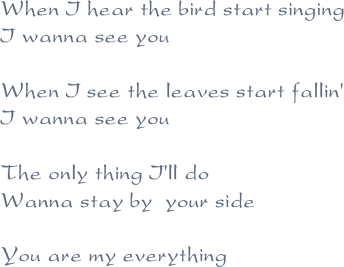 When I hear the bird start singing
I wanna see you

When I see the leaves start fallin'
I wanna see you

The only thing I'll do
Wanna stay by  your side

You are my everything